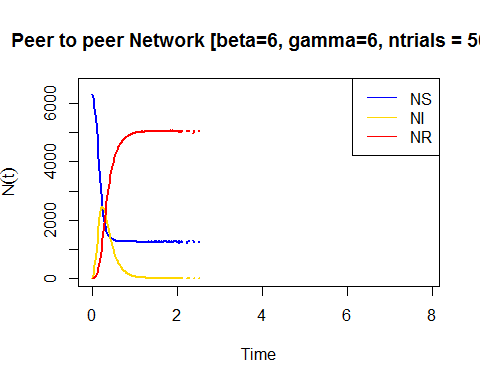 Peer to peer Network [beta=6, gamma=6, ntrials = 50
N(t)
6000
4000
2000
0
NS
NI
NR
0 2 4 6 8
Time